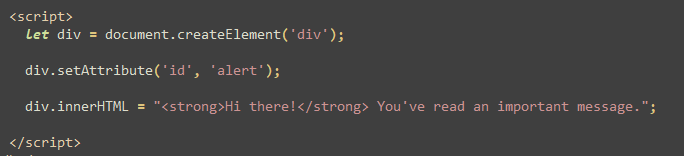 <script>
let div = document.createElement('div');
div.setAttribute('id', 'alert');
div.innerHTML = "<strong>Hi there!</strong> You've read an important message.";
</script>